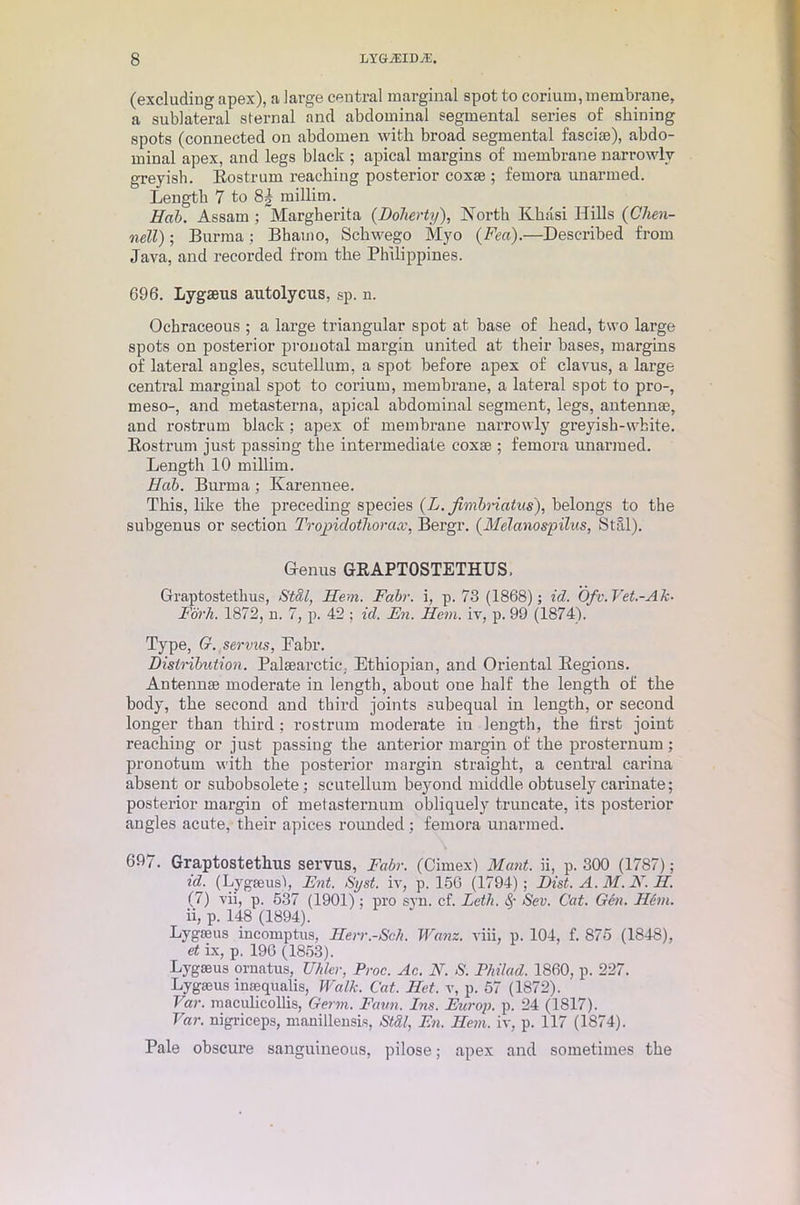 8 LYGÆIDÆ.
(excluding apex), a large central marginal spot to corium, membrane,
a sublateral sternal and abdominal segmental series of shining
spots (connected on abdomen with broad segmental fasciæ), abdo-
minal apex, and legs black ; apical margins of membrane narrowly
greyish. Rostrum reaching posterior coxæ ; femora unarmed.
Length 7 to 8½ millim.
Hab. Assam ; Margherita (Doherty), North Khási Hills (Chen-
nell) ; Burma ; Bhamo, Schwego Myo (Fea).—Described from
Java, and recorded from the Philippines.
696. Lygæus autolycus, sp. n.
Ochraceous ; a large triangular spot at base of head, two large
spots on posterior pronotal margin united at their bases, margins
of lateral angles, scutellum, a spot before apex of clavus, a large
central marginal spot to corium, membrane, a lateral spot to pro-,
meso-, and metasterna, apical abdominal segment, legs, antennæ,
and rostrum black ; apex of membrane narrowly greyish-white.
Rostrum just passing the intermediate coxæ ; femora unarmed.
Length 10 millim.
Hab. Burma ; Karennee.
This, like the preceding species (L. fimbriatus), belongs to the
subgenus or section Tropidothorax, Bergr. (Melanospilus, Stål).
Genus GRAPTOSTETHUS.
Graptostethus, Stål, Hem. Fabr. i, p. 73 (1868) ; id. Öfv. Vet.-Ak.
Förh. 1872, n. 7, p. 42 ; id. En. Hem. iv, p. 99 (1874).
Type, G. servus, Fabr.
Distribution. Palæarctic, Ethiopian, and Oriental Regions.
Antennæ moderate in length, about one half the length of the
body, the second and third joints subequal in length, or second
longer than third ; rostrum moderate in length, the first joint
reaching or just passing the anterior margin of the prosternum ;
pronotum with the posterior margin straight, a central carina
absent or subobsolete ; scutellum beyond middle obtusely carinate ;
posterior margin of metasternum obliquely truncate, its posterior
angles acute, their apices rounded ; femora unarmed.
697. Graptostethus servus, Fabr. (Cimex) Mant. ii, p. 300 (1787) ;
id. (Lygæus), Ent. Syst. iv, p. 156 (1794) ; Dist. A. M. N. H.
(7) vii, p. 537 (1901) ; pro syn. cf. Leth. & Sev. Cat. Gén. Hém.
ii, p. 148 (1894).
Lygæus incomptus, Herr.-Sch. Wanz. viii, p. 104, f. 875 (1848),
et ix, p. 196 (1853).
Lygæus ornatus, Uhler, Proc. Ac. N. S. Philad. 1860, p. 227.
Lygæus inæqualis, Walk. Cat. Het. v, p. 57 (1872).
Var. maculicollis, Germ. Faun. Ins. Europ. p. 24 (1817).
Var. nigriceps, manillensis, Stål, En. Hem. iv, p. 117 (1874).
Pale obscure sanguineous, pilose ; apex and sometimes the